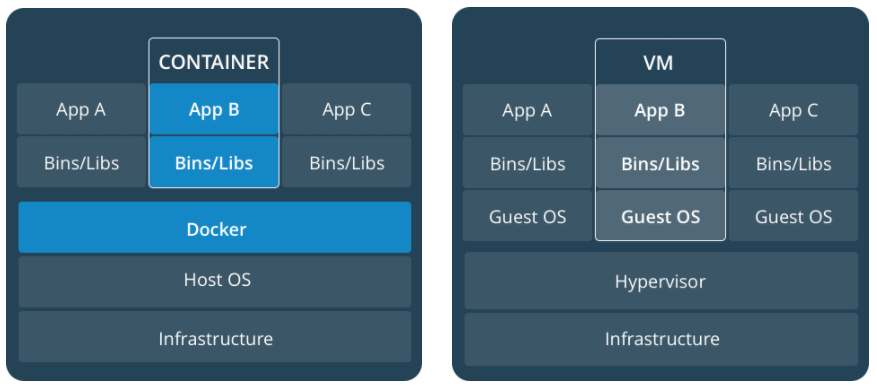 CONTAINER
App A App B App C
Bins/Libs Bins/Libs Bins/Libs
Docker
Host OS
Infrastructure
VM
App A App B App C
Bins/Libs Bins/Libs Bins/Libs
Guest OS Guest OS Guest OS
Hypervisor
Infrastructure